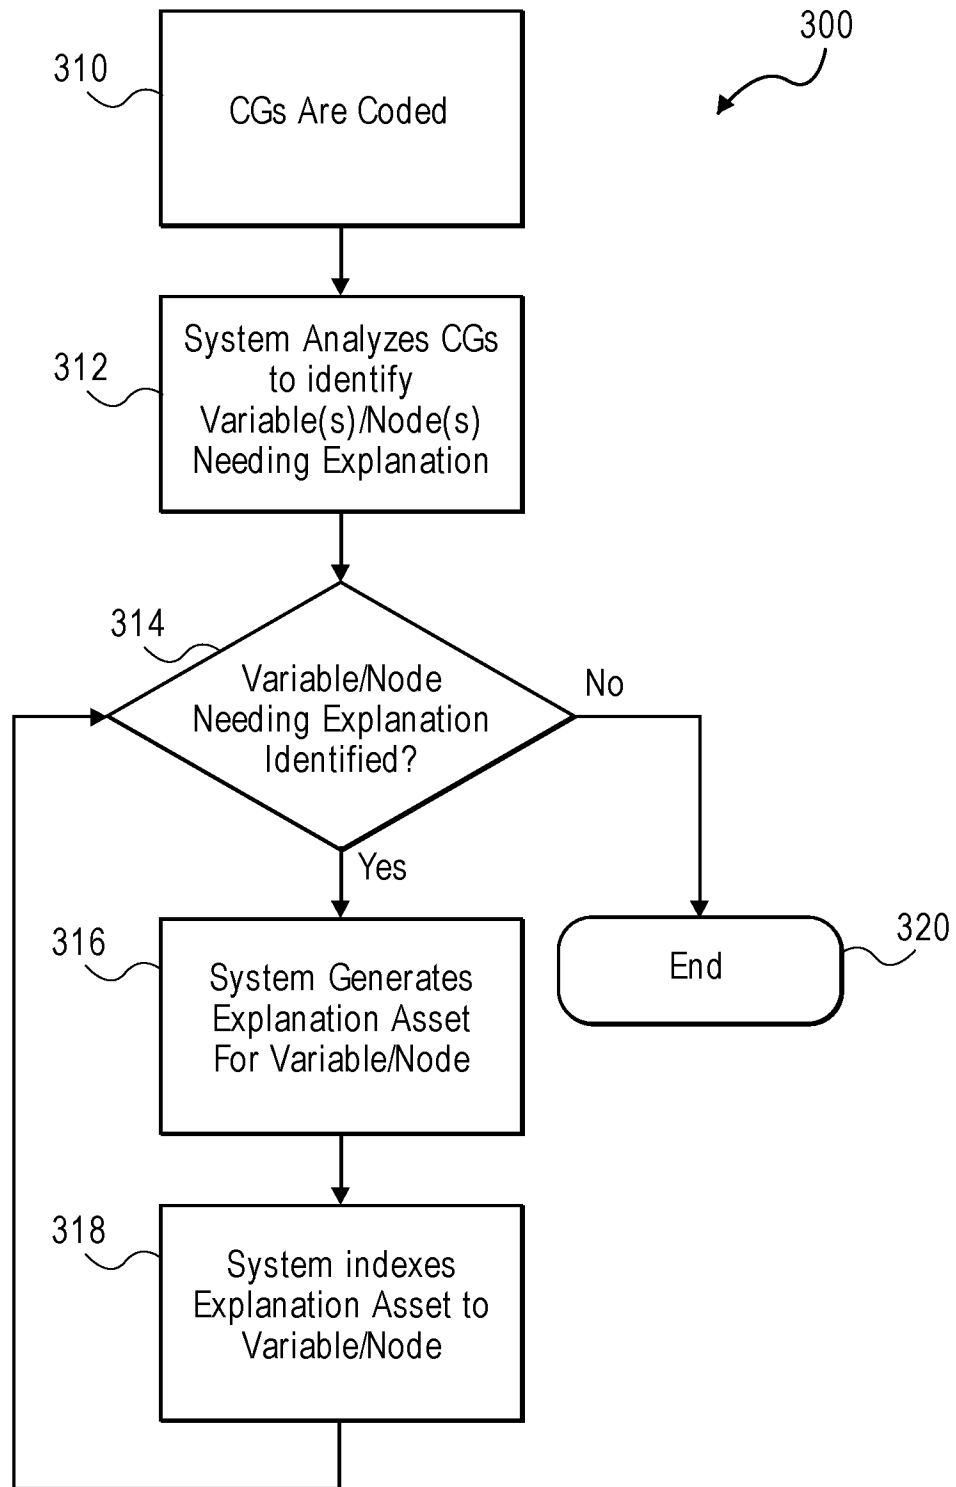 300
310
CGs Are Coded
312
System Analyzes CGs
to identify
Variable(s)/Node(s)
Needing Explanation
314
Variable/Node
Needing Explanation
Identified?
No
Yes
316
System Generates
Explanation Asset
For Variable/Node
End
320
318
System indexes
Explanation Asset to
Variable/Node